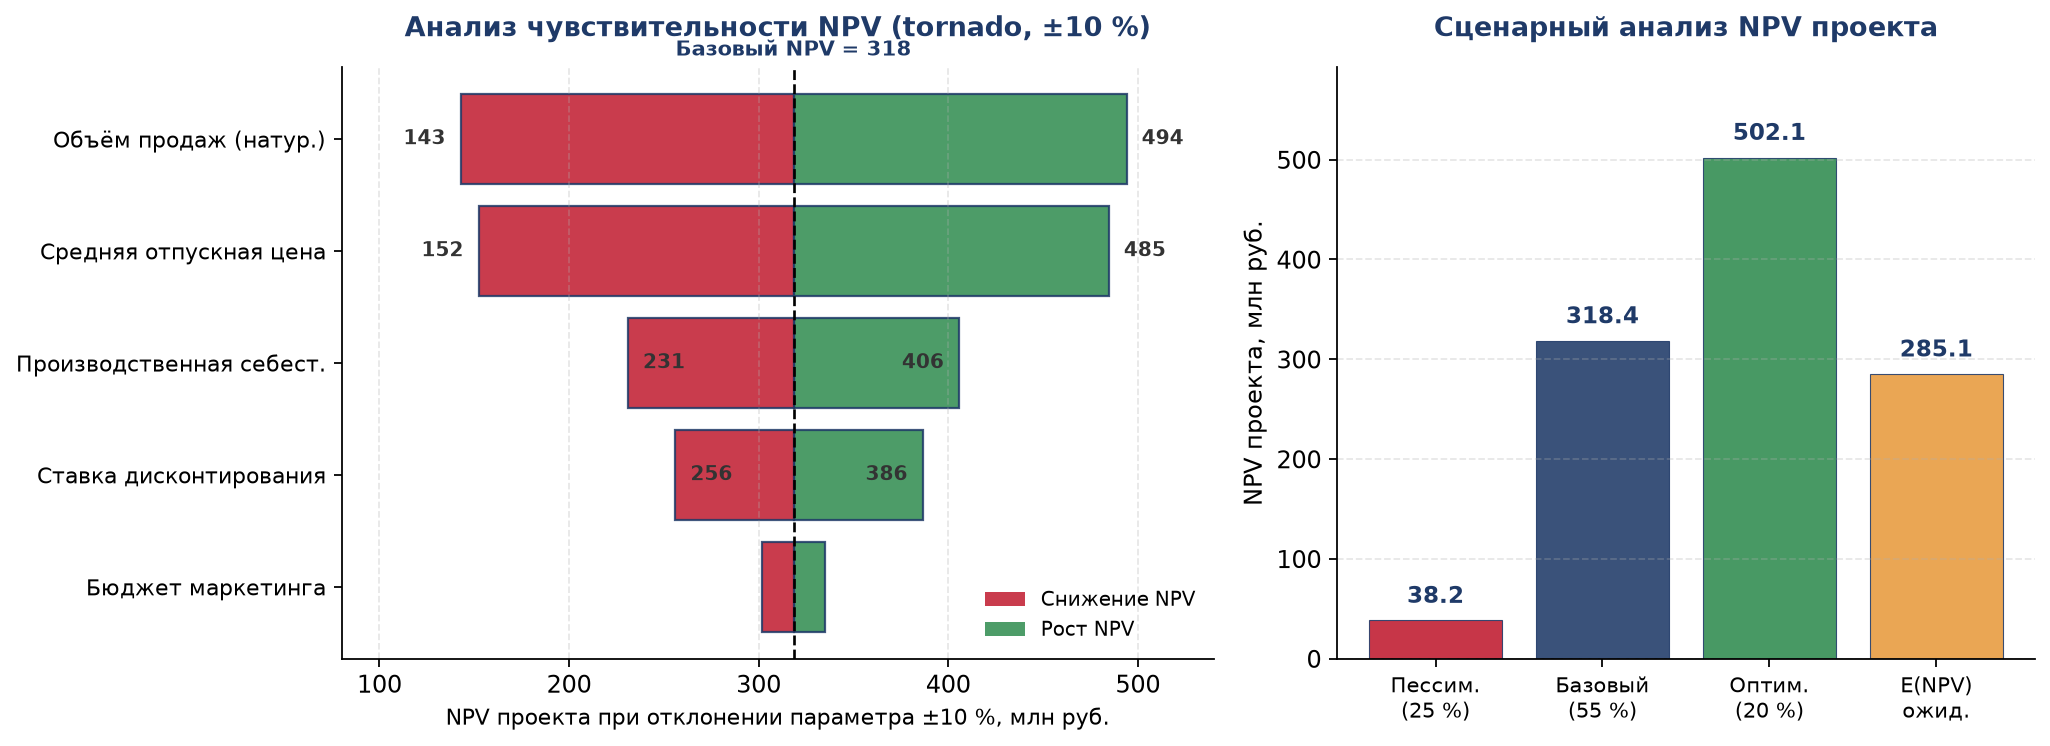 Анализ чувствительности NPV (tornado, ±10 %)
Базовый NPV = 318
Объём продаж (натур.)
143
494
Средняя отпускная цена
152
485
Производственная себест.
231
406
Ставка дисконтирования
256
386
Бюджет маркетинга
Снижение NPV
Рост NPV
100 200 300 400 500
NPV проекта при отклонении параметра ±10 %, млн руб.
Сценарный анализ NPV проекта
NPV проекта, млн руб.
500
400
300
200
100
0
38.2
318.4
502.1
285.1
Пессим.
(25 %)
Базовый
(55 %)
Оптим.
(20 %)
E(NPV)
ожид.